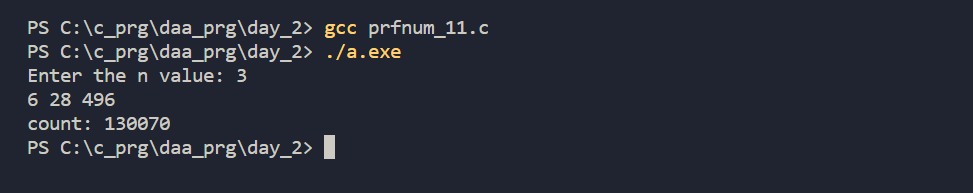 PS C:\c_prg\daa_prg\day_2> gcc prfnum_11.c
PS C:\c_prg\daa_prg\day_2> ./a.exe
Enter the n value: 3
6 28 496
count: 130070
PS C:\c_prg\daa_prg\day_2>